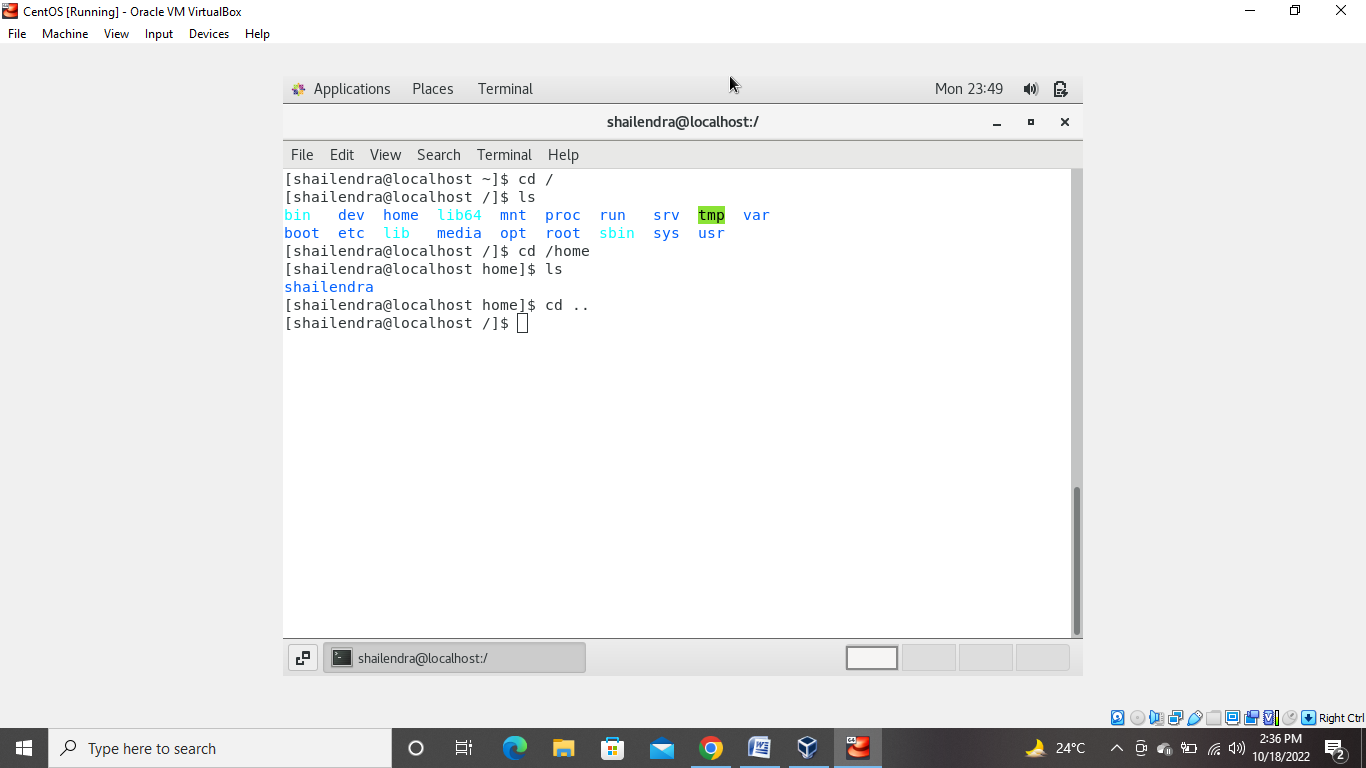 CentOS [Running] - Oracle VM VirtualBox
File Machine View Input Devices Help
Applications Places Terminal Mon 23:49
shailendra@localhost:/
File Edit View Search Terminal Help
[shailendra@localhost ~]$ cd /
[shailendra@localhost /]$ ls
bin dev home lib64 mnt proc run srv tmp var
boot etc lib media opt root sbin sys usr
[shailendra@localhost /]$ cd /home
[shailendra@localhost home]$ ls
shailendra
[shailendra@localhost home]$ cd ..
[shailendra@localhost /]$
shailendra@localhost:/
Right Ctrl
Type here to search
24°C
2:36 PM
10/18/2022
2